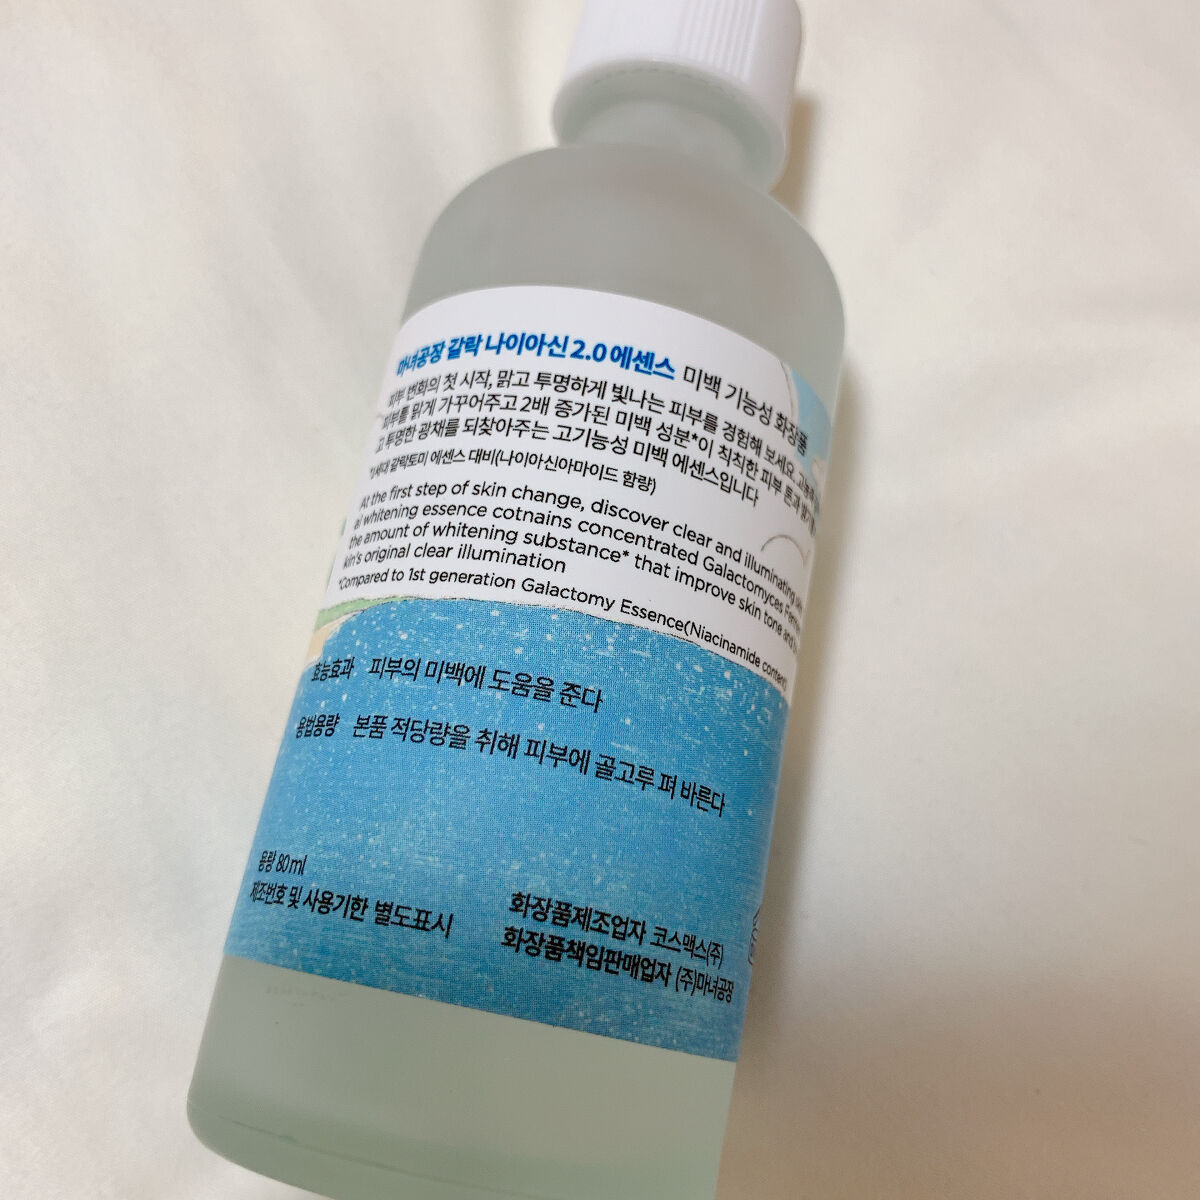 마녀공장 갈락 나이아신 2.0 에센스 미백 기능성 화장품
피부 변화의 첫 시작, 맑고 투명하게 빛나는 피부를 경험해 보세요. 고농축
피부를 맑게 가꾸어주고 2배 증가된 미백 성분*이 칙칙한 피부 톤과
고 투명한 광채를 되찾아주는 고기능성 미백 에센스입니다
*1세대 갈락토미 에센스 대비(나이아신아마이드 함량)
At the first step of skin change, discover clear and illuminating
al whitening essence cotnains concentrated Galactomyces
the amount of whitening substance* that improve skin tone and
kin's original clear illumination
*Compared to 1st generation Galactomy Essence(Niacinamide content)
효능효과 피부의 미백에 도움을 준다
용법용량 본품 적당량을 취해 피부에 골고루 펴 바른다
용량 80ml
제조번호 및 사용기한 별도표시
화장품제조업자 코스맥스(주)
화장품책임판매업자 (주)마녀공장